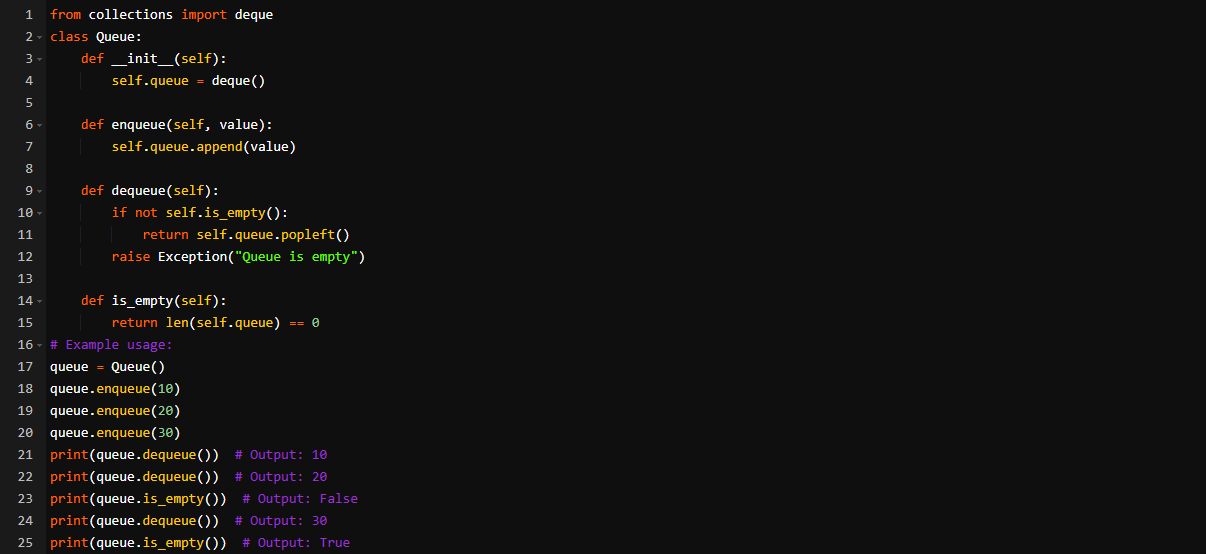 1 from collections import deque
2 class Queue:
3     def __init__(self):
4         self.queue = deque()
5
6     def enqueue(self, value):
7         self.queue.append(value)
8
9     def dequeue(self):
10         if not self.is_empty():
11             return self.queue.popleft()
12         raise Exception("Queue is empty")
13
14     def is_empty(self):
15         return len(self.queue) == 0
16 # Example usage:
17 queue = Queue()
18 queue.enqueue(10)
19 queue.enqueue(20)
20 queue.enqueue(30)
21 print(queue.dequeue())  # Output: 10
22 print(queue.dequeue())  # Output: 20
23 print(queue.is_empty())  # Output: False
24 print(queue.dequeue())  # Output: 30
25 print(queue.is_empty())  # Output: True